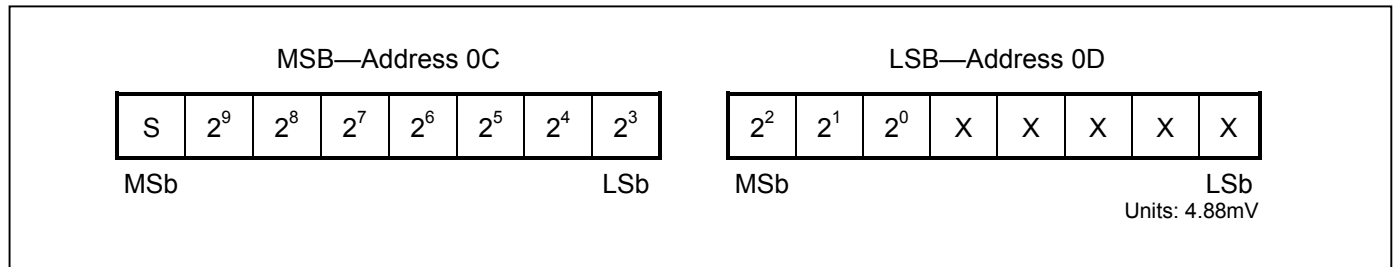 MSB—Address 0C LSB—Address 0D
S 2⁹ 2⁸ 2⁷ 2⁶ 2⁵ 2⁴ 2³ 2² 2¹ 2⁰ X X X X X
MSb LSb MSb LSb
Units: 4.88mV